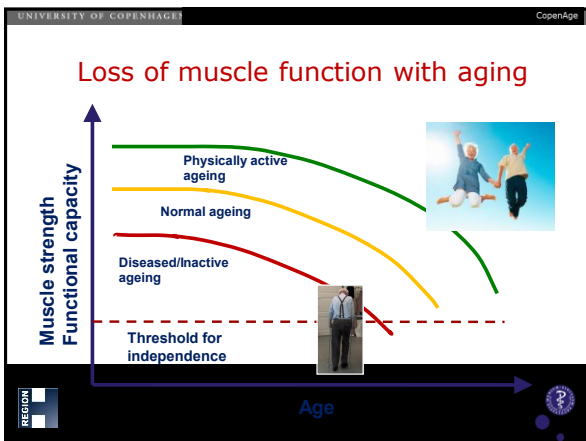 UNIVERSITY OF COPENHAGEN
CopenAge
Loss of muscle function with aging
Muscle strength
Functional capacity
Physically active
ageing
Normal ageing
Diseased/Inactive
ageing
Threshold for
independence
Age
REGION